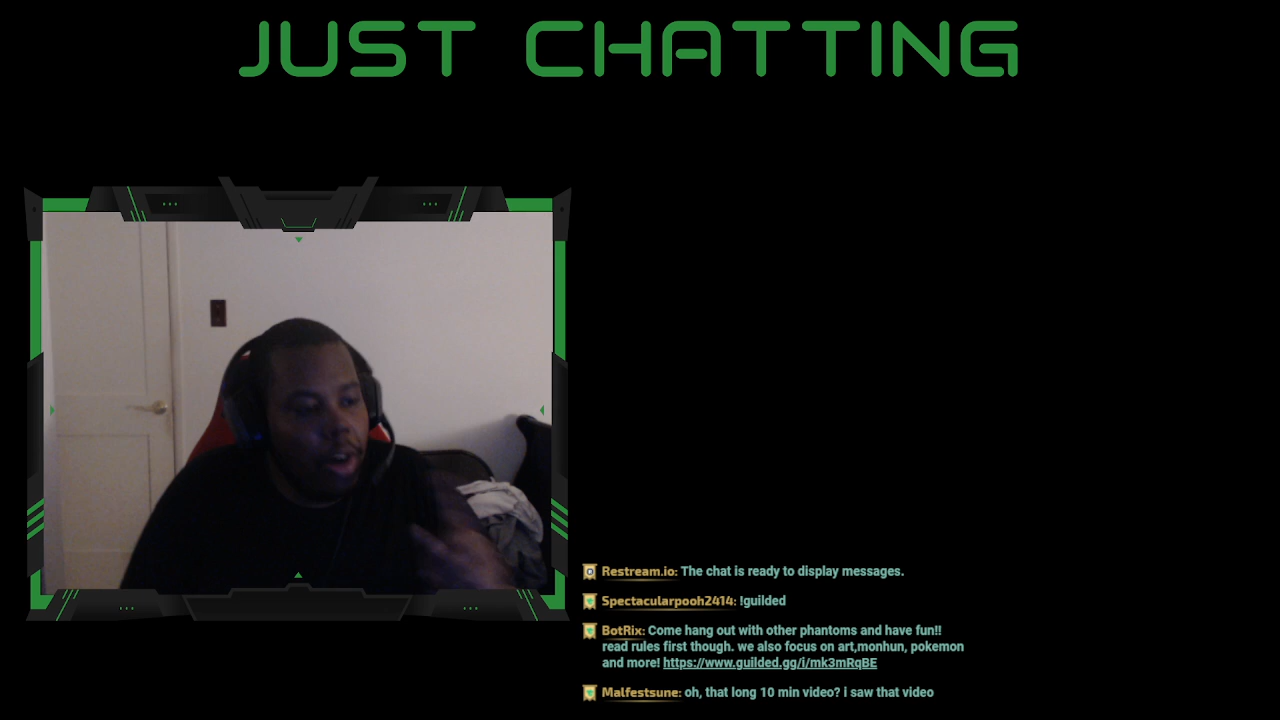 JUST CHATTING
Restream.io: The chat is ready to display messages.
Spectacularpooh2414: !guilded
BotRix: Come hang out with other phantoms and have fun!!
read rules first though. we also focus on art,monhun, pokemon
and more! https://www.guilded.gg/i/mk3mRqBE
Malfestsune: oh, that long 10 min video? i saw that video